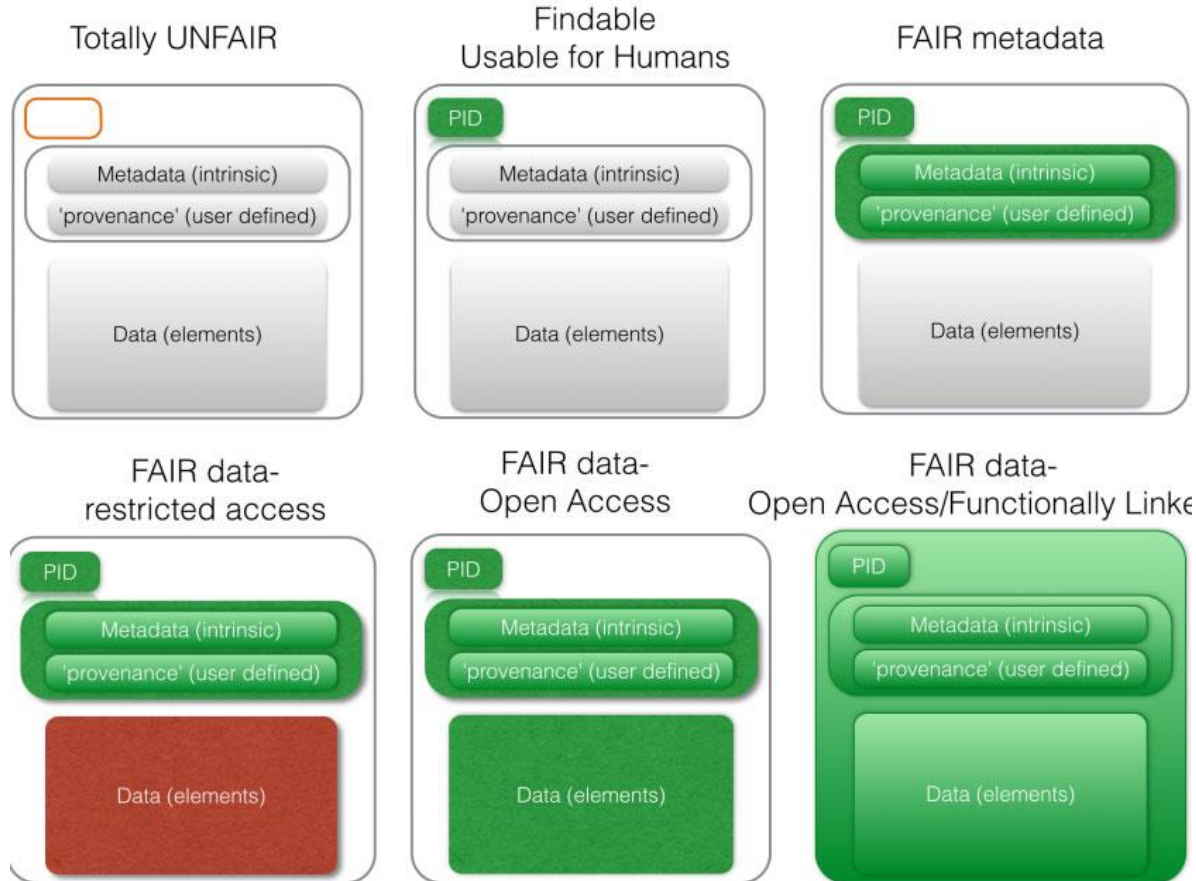 Totally UNFAIR
Metadata (intrinsic)
'provenance' (user defined)
Data (elements)
Findable
Usable for Humans
PID
Metadata (intrinsic)
'provenance' (user defined)
Data (elements)
FAIR metadata
PID
Metadata (intrinsic)
'provenance' (user defined)
Data (elements)
FAIR data-
restricted access
PID
Metadata (intrinsic)
'provenance' (user defined)
Data (elements)
FAIR data-
Open Access
PID
Metadata (intrinsic)
'provenance' (user defined)
Data (elements)
FAIR data-
Open Access/Functionally Linke
PID
Metadata (intrinsic)
'provenance' (user defined)
Data (elements)